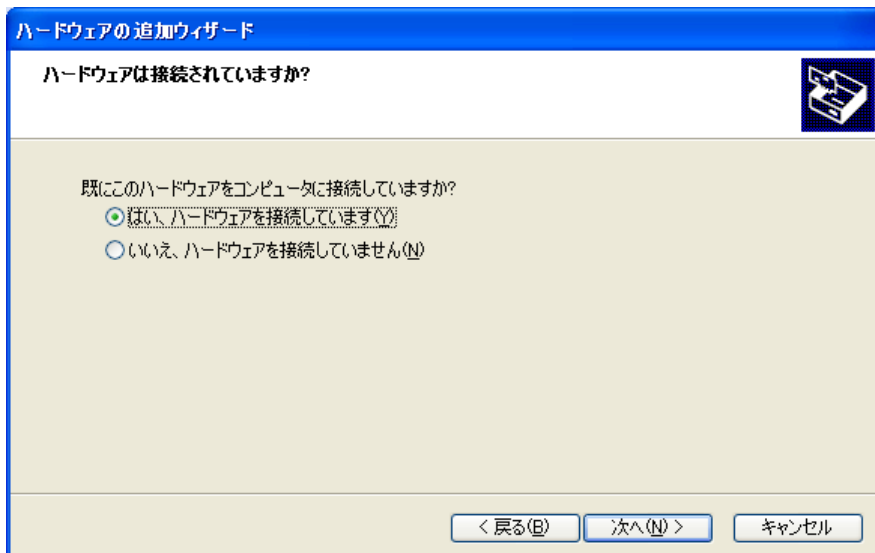 ハードウェアの追加ウィザード
ハードウェアは接続されていますか?
既にこのハードウェアをコンピュータに接続していますか?
はい、ハードウェアを接続しています(Y)
いいえ、ハードウェアを接続していません(N)
< 戻る(B) 次へ(N) > キャンセル